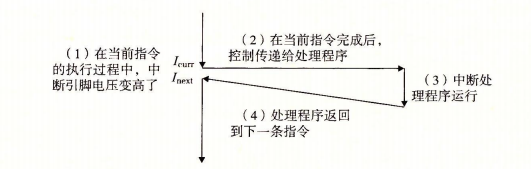 （1）在当前指令
的执行过程中，中
断引脚电压变高了
Icurr
Inext
（2）在当前指令完成后，
控制传递给处理程序
（3）中断处
理程序运行
（4）处理程序返回
到下一条指令